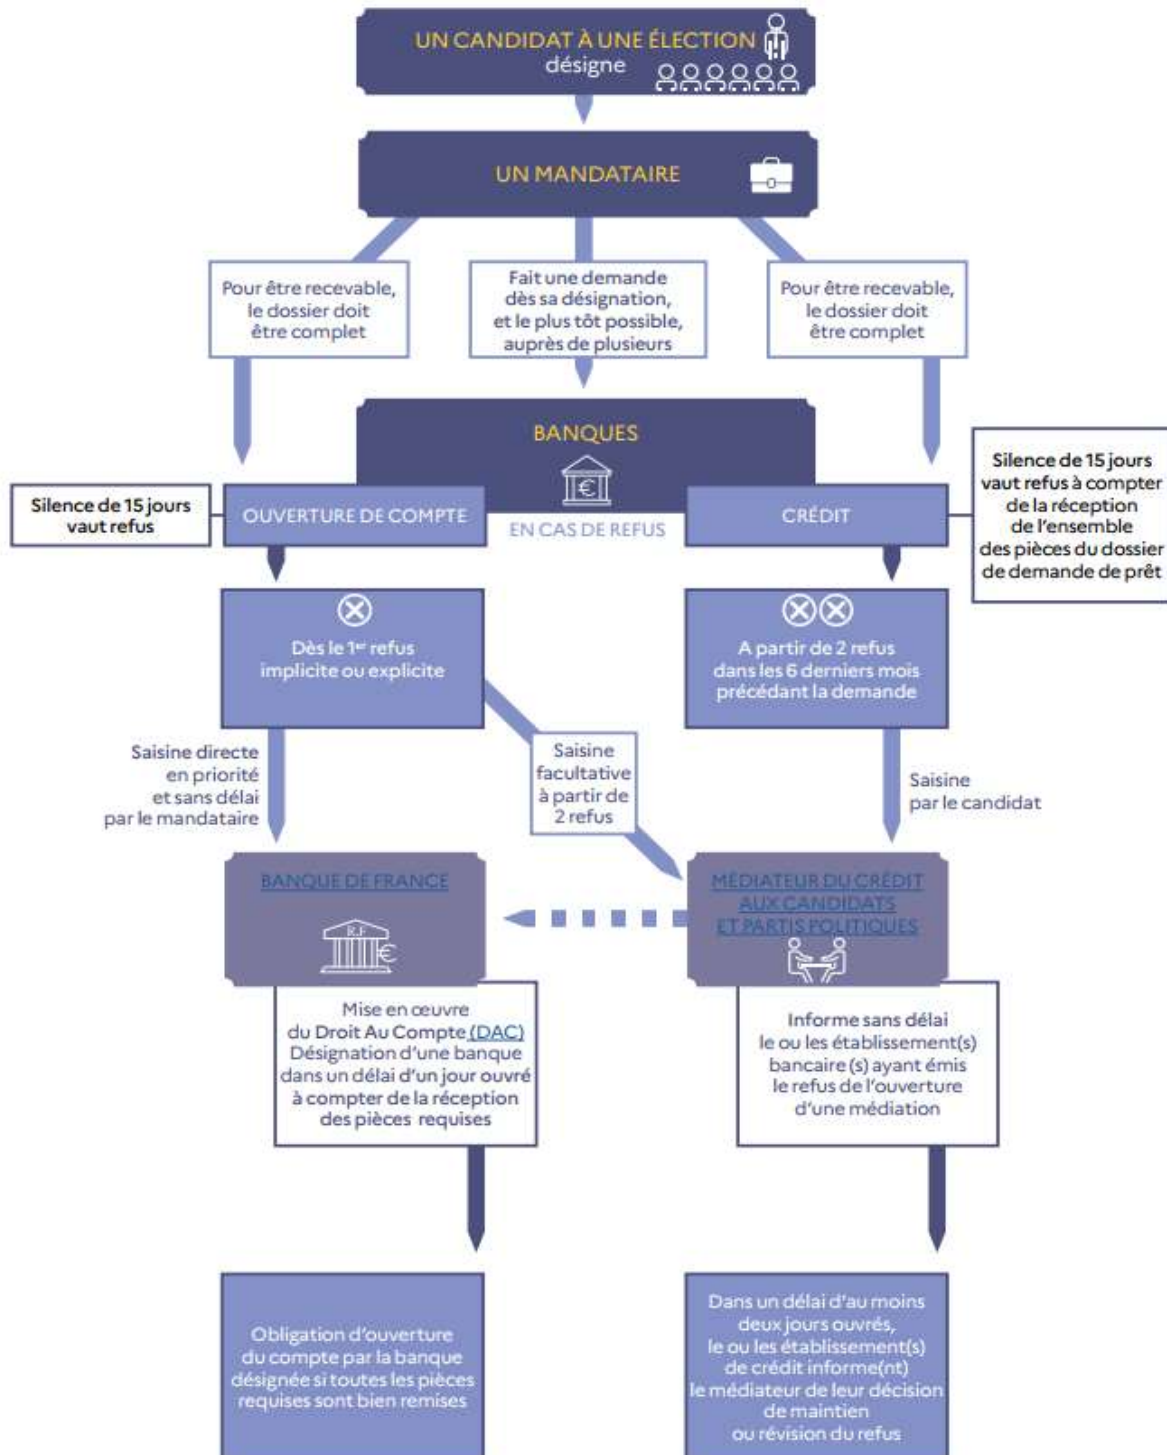 UN CANDIDAT À UNE ÉLECTION
désigne
UN MANDATAIRE
Pour être recevable,
le dossier doit
être complet
Fait une demande
dès sa désignation,
et le plus tôt possible,
auprès de plusieurs
Pour être recevable,
le dossier doit
être complet
BANQUES
€
Silence de 15 jours
vaut refus
OUVERTURE DE COMPTE
EN CAS DE REFUS
CRÉDIT
Silence de 15 jours
vaut refus à compter
de la réception
de l'ensemble
des pièces du dossier
de demande de prêt
Dès le 1er refus
implicite ou explicite
A partir de 2 refus
dans les 6 derniers mois
précédant la demande
Saisine directe
en priorité
et sans délai
par le mandataire
Saisine
facultative
à partir de
2 refus
Saisine
par le candidat
BANQUE DE FRANCE
R.F
€
MÉDIATEUR DU CRÉDIT
AUX CANDIDATS
ET PARTIS POLITIQUES
Mise en œuvre
du Droit Au Compte (DAC)
Désignation d'une banque
dans un délai d'un jour ouvré
à compter de la réception
des pièces requises
Informe sans délai
le ou les établissement(s)
bancaire (s) ayant émis
le refus de l'ouverture
d'une médiation
Obligation d'ouverture
du compte par la banque
désignée si toutes les pièces
requises sont bien remises
Dans un délai d'au moins
deux jours ouvrés,
le ou les établissement(s)
de crédit informe(nt)
le médiateur de leur décision
de maintien
ou révision du refus